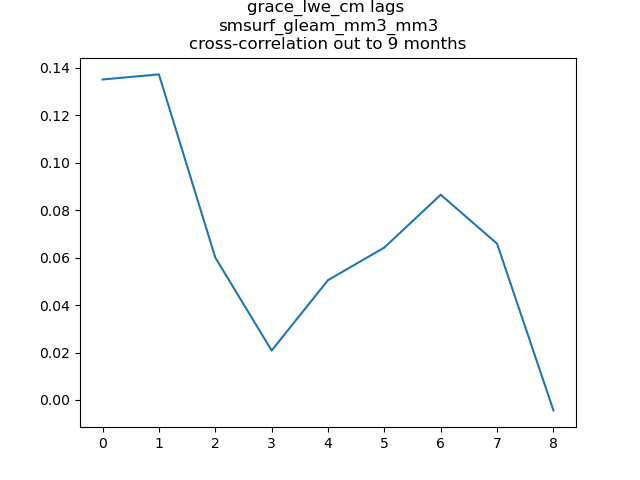 grace_lwe_cm lags
smsurf_gleam_mm3_mm3
cross-correlation out to 9 months
0.14
0.12
0.10
0.08
0.06
0.04
0.02
0.00
0 1 2 3 4 5 6 7 8